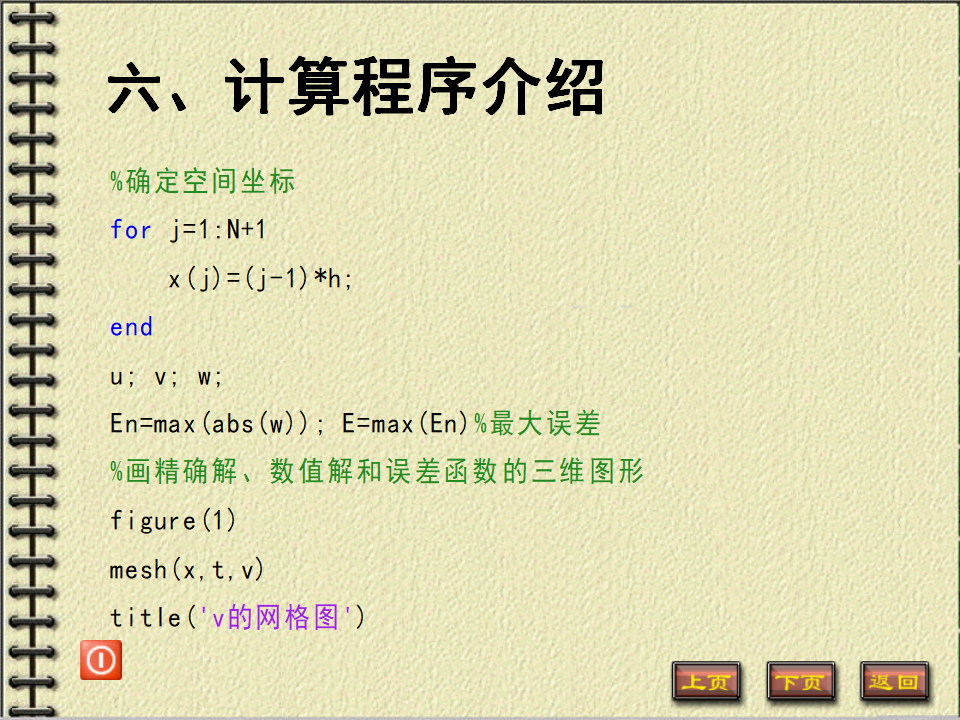 六、计算程序介绍
%确定空间坐标
for j=1:N+1
x(j)=(j-1)*h;
end
u; v; w;
En=max(abs(w)); E=max(En)%最大误差
%画精确解、数值解和误差函数的三维图形
figure(1)
mesh(x,t,v)
title('v的网格图')
上页 下页 返回